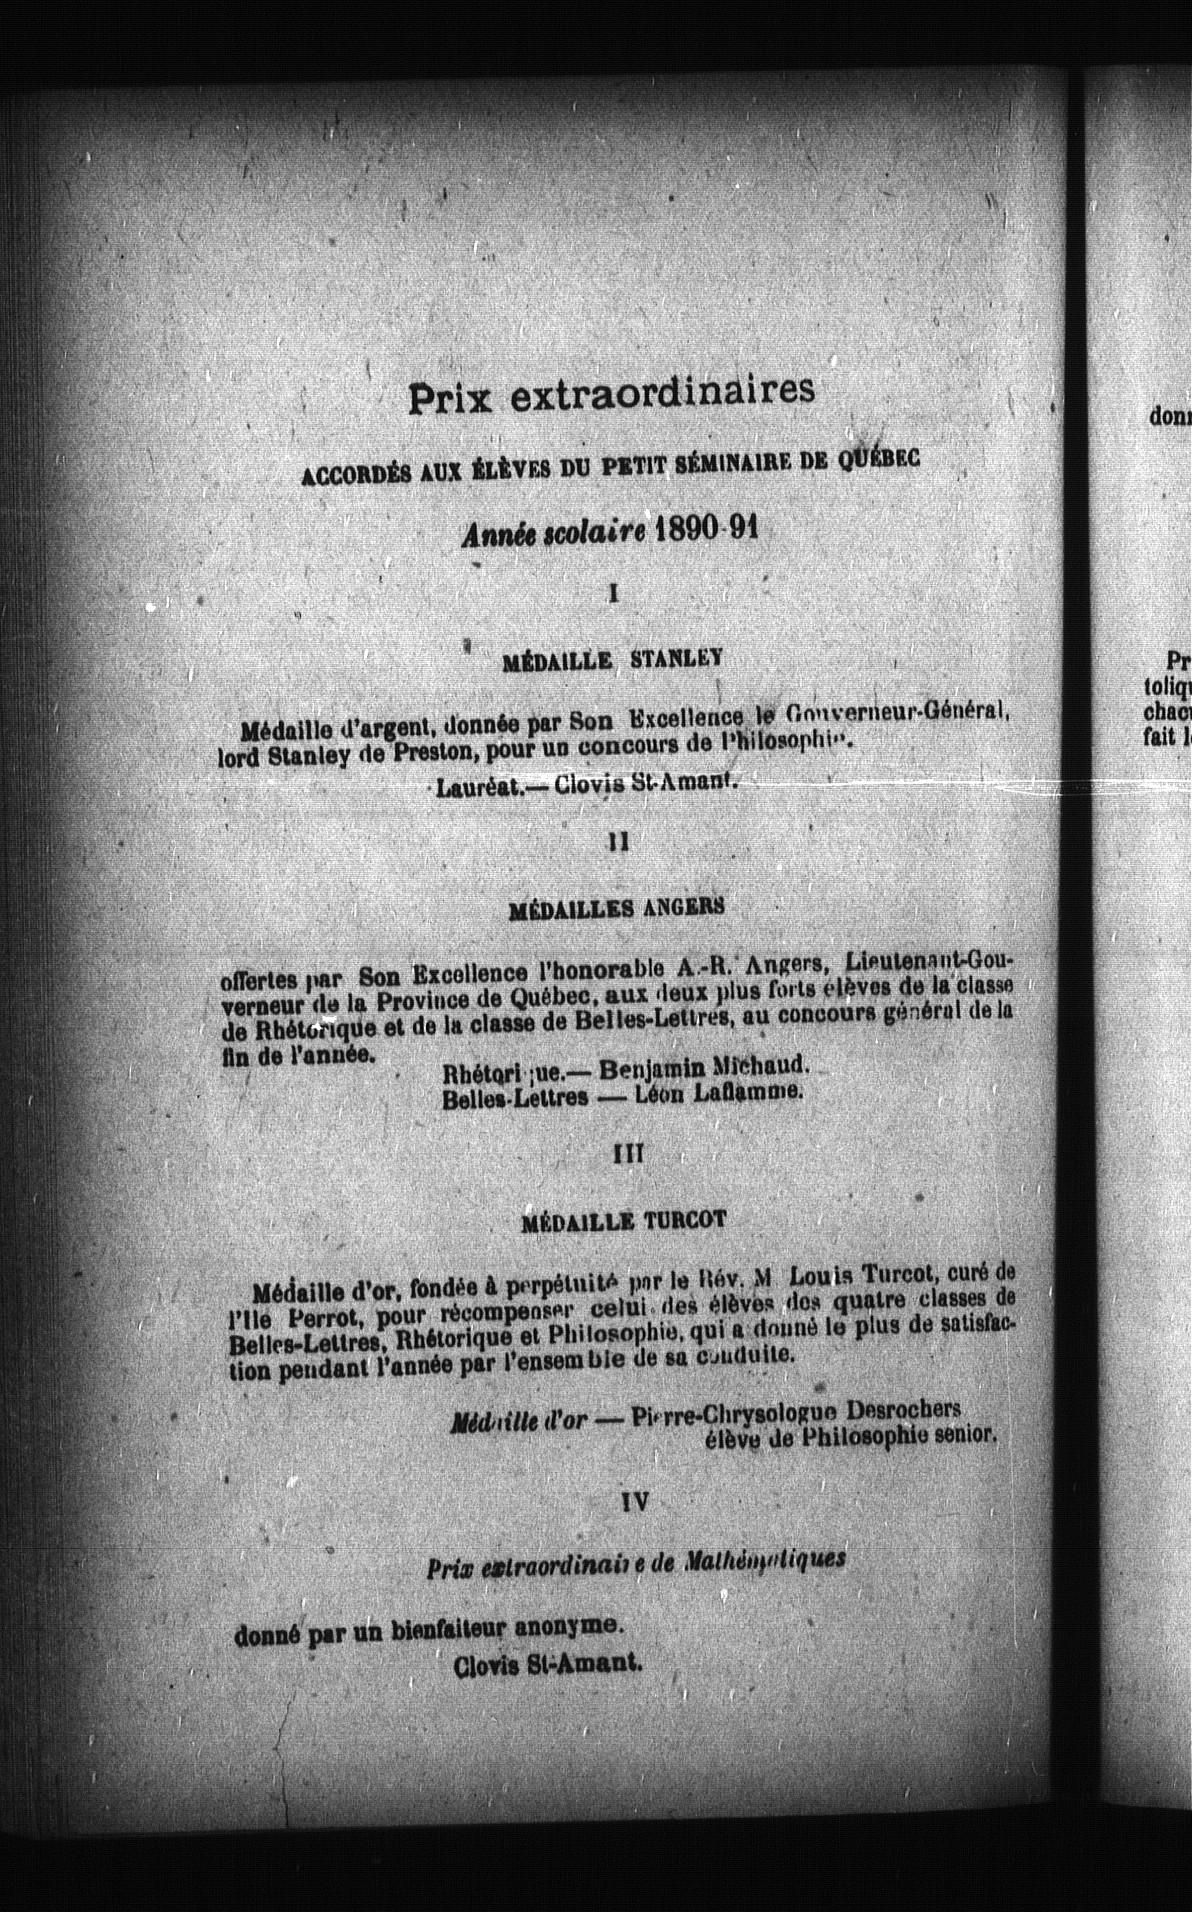 Prix extraordinaires
ACCORDÉS AUX ÉLÈVES DU PETIT SÉMINAIRE DE QUÉBEC
Année scolaire 1890-91
I
MÉDAILLE STANLEY
Médaille d'argent, donnée par Son Excellence le Gouverneur-Général,
lord Stanley de Preston, pour un concours de Philosophie.
Lauréat.— Clovis St-Amant.
II
MÉDAILLES ANGERS
offertes par Son Excellence l'honorable A.-R. Angers, Lieutenant-Gou-
verneur de la Province de Québec, aux deux plus forts élèves de la classe
de Rhétorique et de la classe de Belles-Lettres, au concours général de la
fin de l'année.
Rhétorique.— Benjamin Michaud.
Belles-Lettres — Léon Laflamme.
III
MÉDAILLE TURCOT
Médaille d'or, fondée à perpétuité par le Rév. M Louis Turcot, curé de
l'Ile Perrot, pour récompenser celui des élèves des quatre classes de
Belles-Lettres, Rhétorique et Philosophie, qui a donné le plus de satisfac-
tion pendant l'année par l'ensemble de sa conduite.
Médaille d'or — Pierre-Chrysologue Desrochers
élève de Philosophie senior.
IV
Prix extraordinaire de Mathématiques
donné par un bienfaiteur anonyme.
Clovis St-Amant.
donn
Pr
toliqu
chacu
fait l